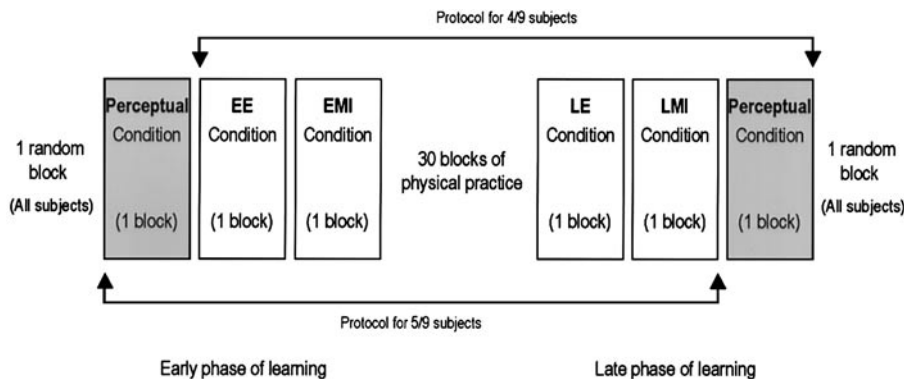 Protocol for 4/9 subjects
1 random
block
(All subjects)
Perceptual
Condition
(1 block)
EE
Condition
(1 block)
EMI
Condition
(1 block)
30 blocks of
physical practice
LE
Condition
(1 block)
LMI
Condition
(1 block)
Perceptual
Condition
(1 block)
1 random
block
(All subjects)
Protocol for 5/9 subjects
Early phase of learning
Late phase of learning